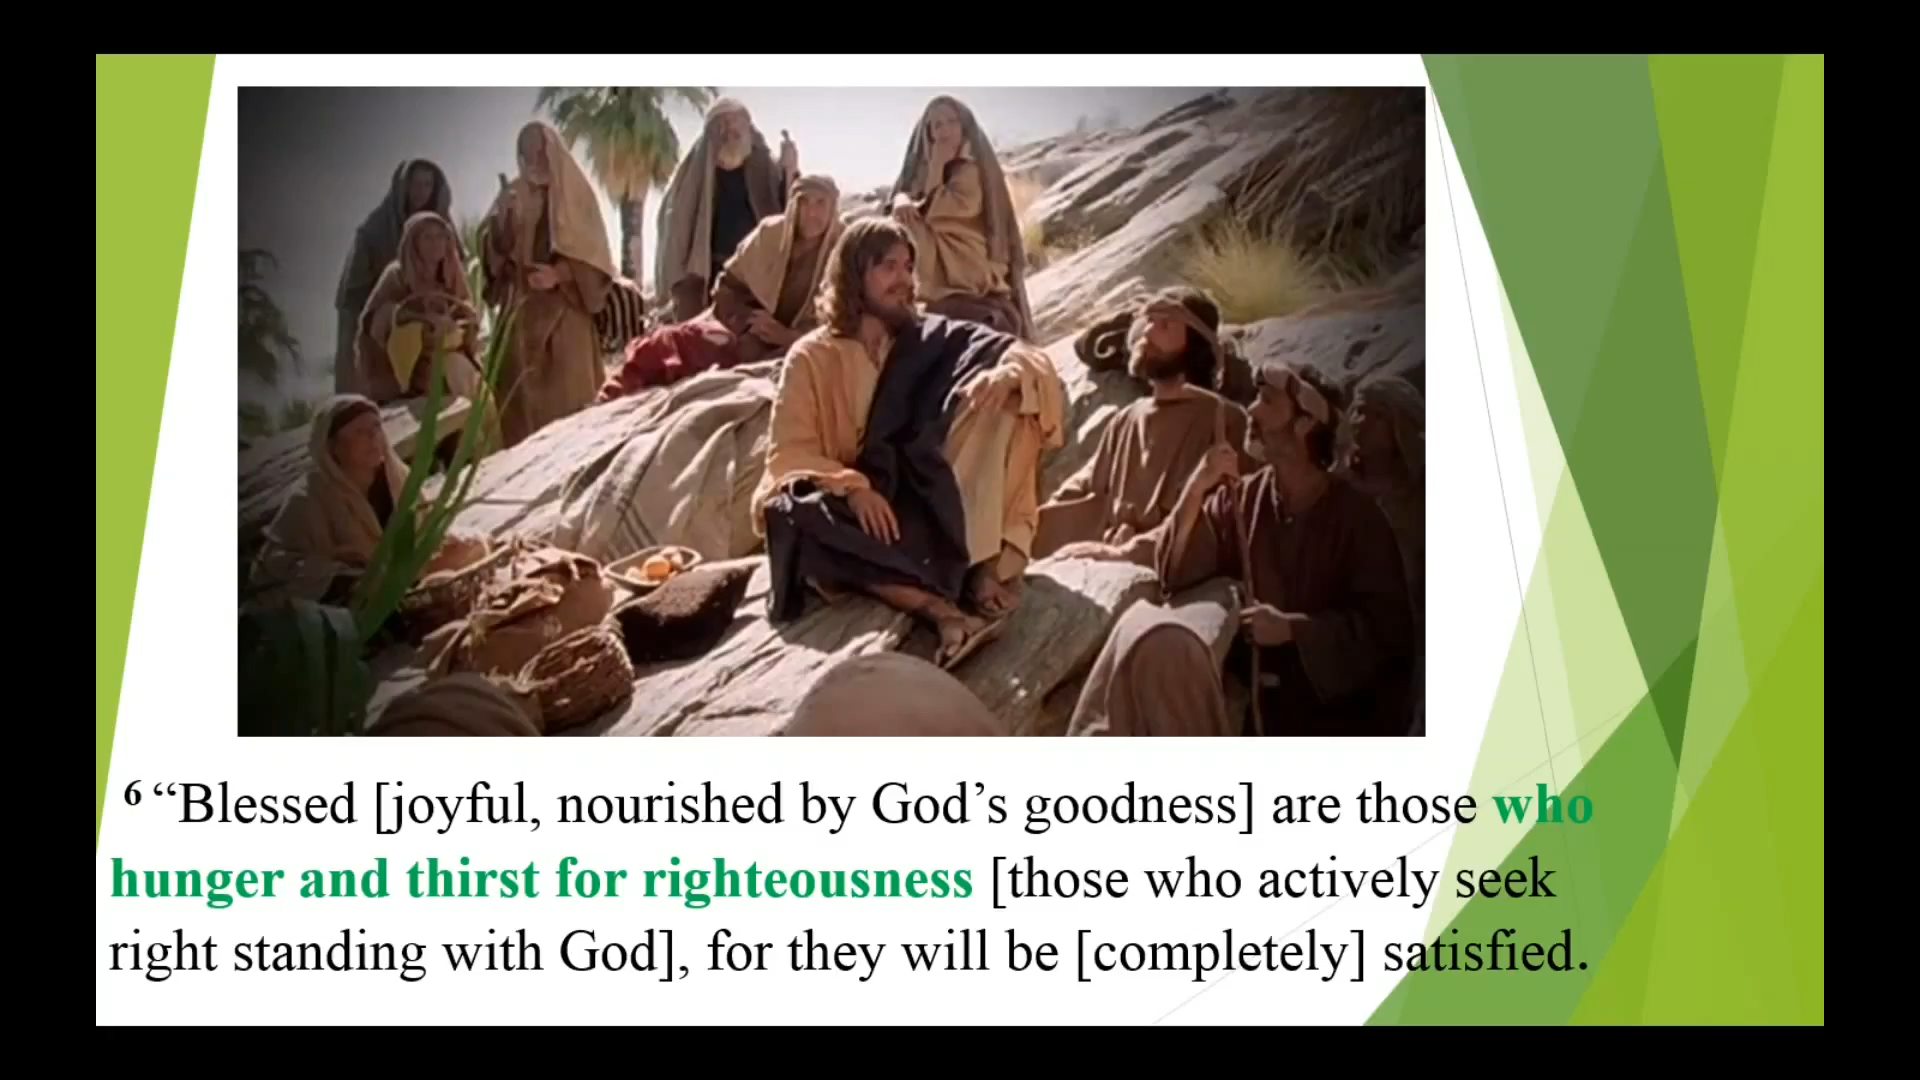 6 “Blessed [joyful, nourished by God’s goodness] are those who
hunger and thirst for righteousness [those who actively seek
right standing with God], for they will be [completely] satisfied.